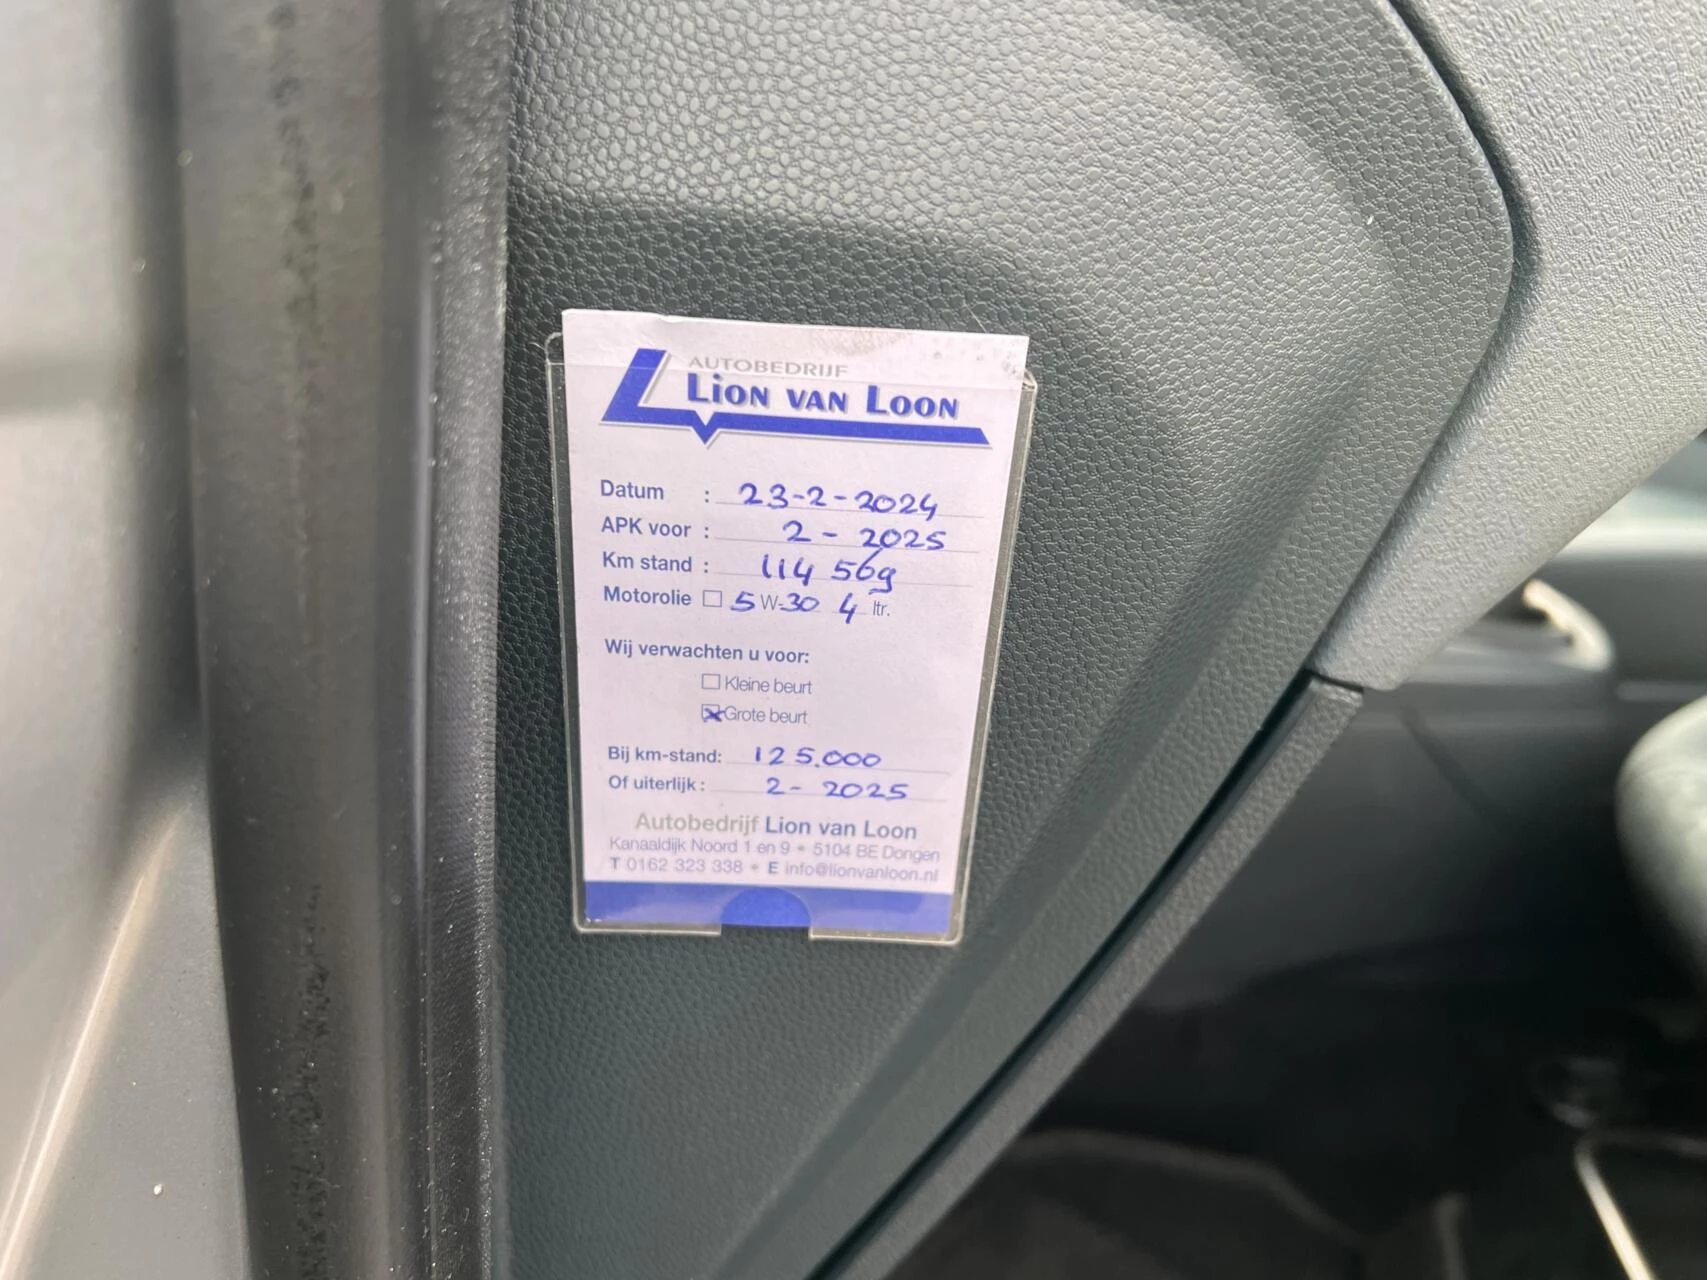 AUTOBEDRIJF
LION VAN LOON
Datum : 23-2-2024
APK voor : 2-2025
Km stand : 114 569
Motorolie ☐ 5 W-30 4 ltr.
Wij verwachten u voor:
☐ Kleine beurt
☒ Grote beurt
Bij km-stand: 125.000
Of uiterlijk : 2-2025
Autobedrijf Lion van Loon
Kanaaldijk Noord 1 en 9 • 5104 BE Dongen
T 0162 323 338 • E info@lionvanloon.nl